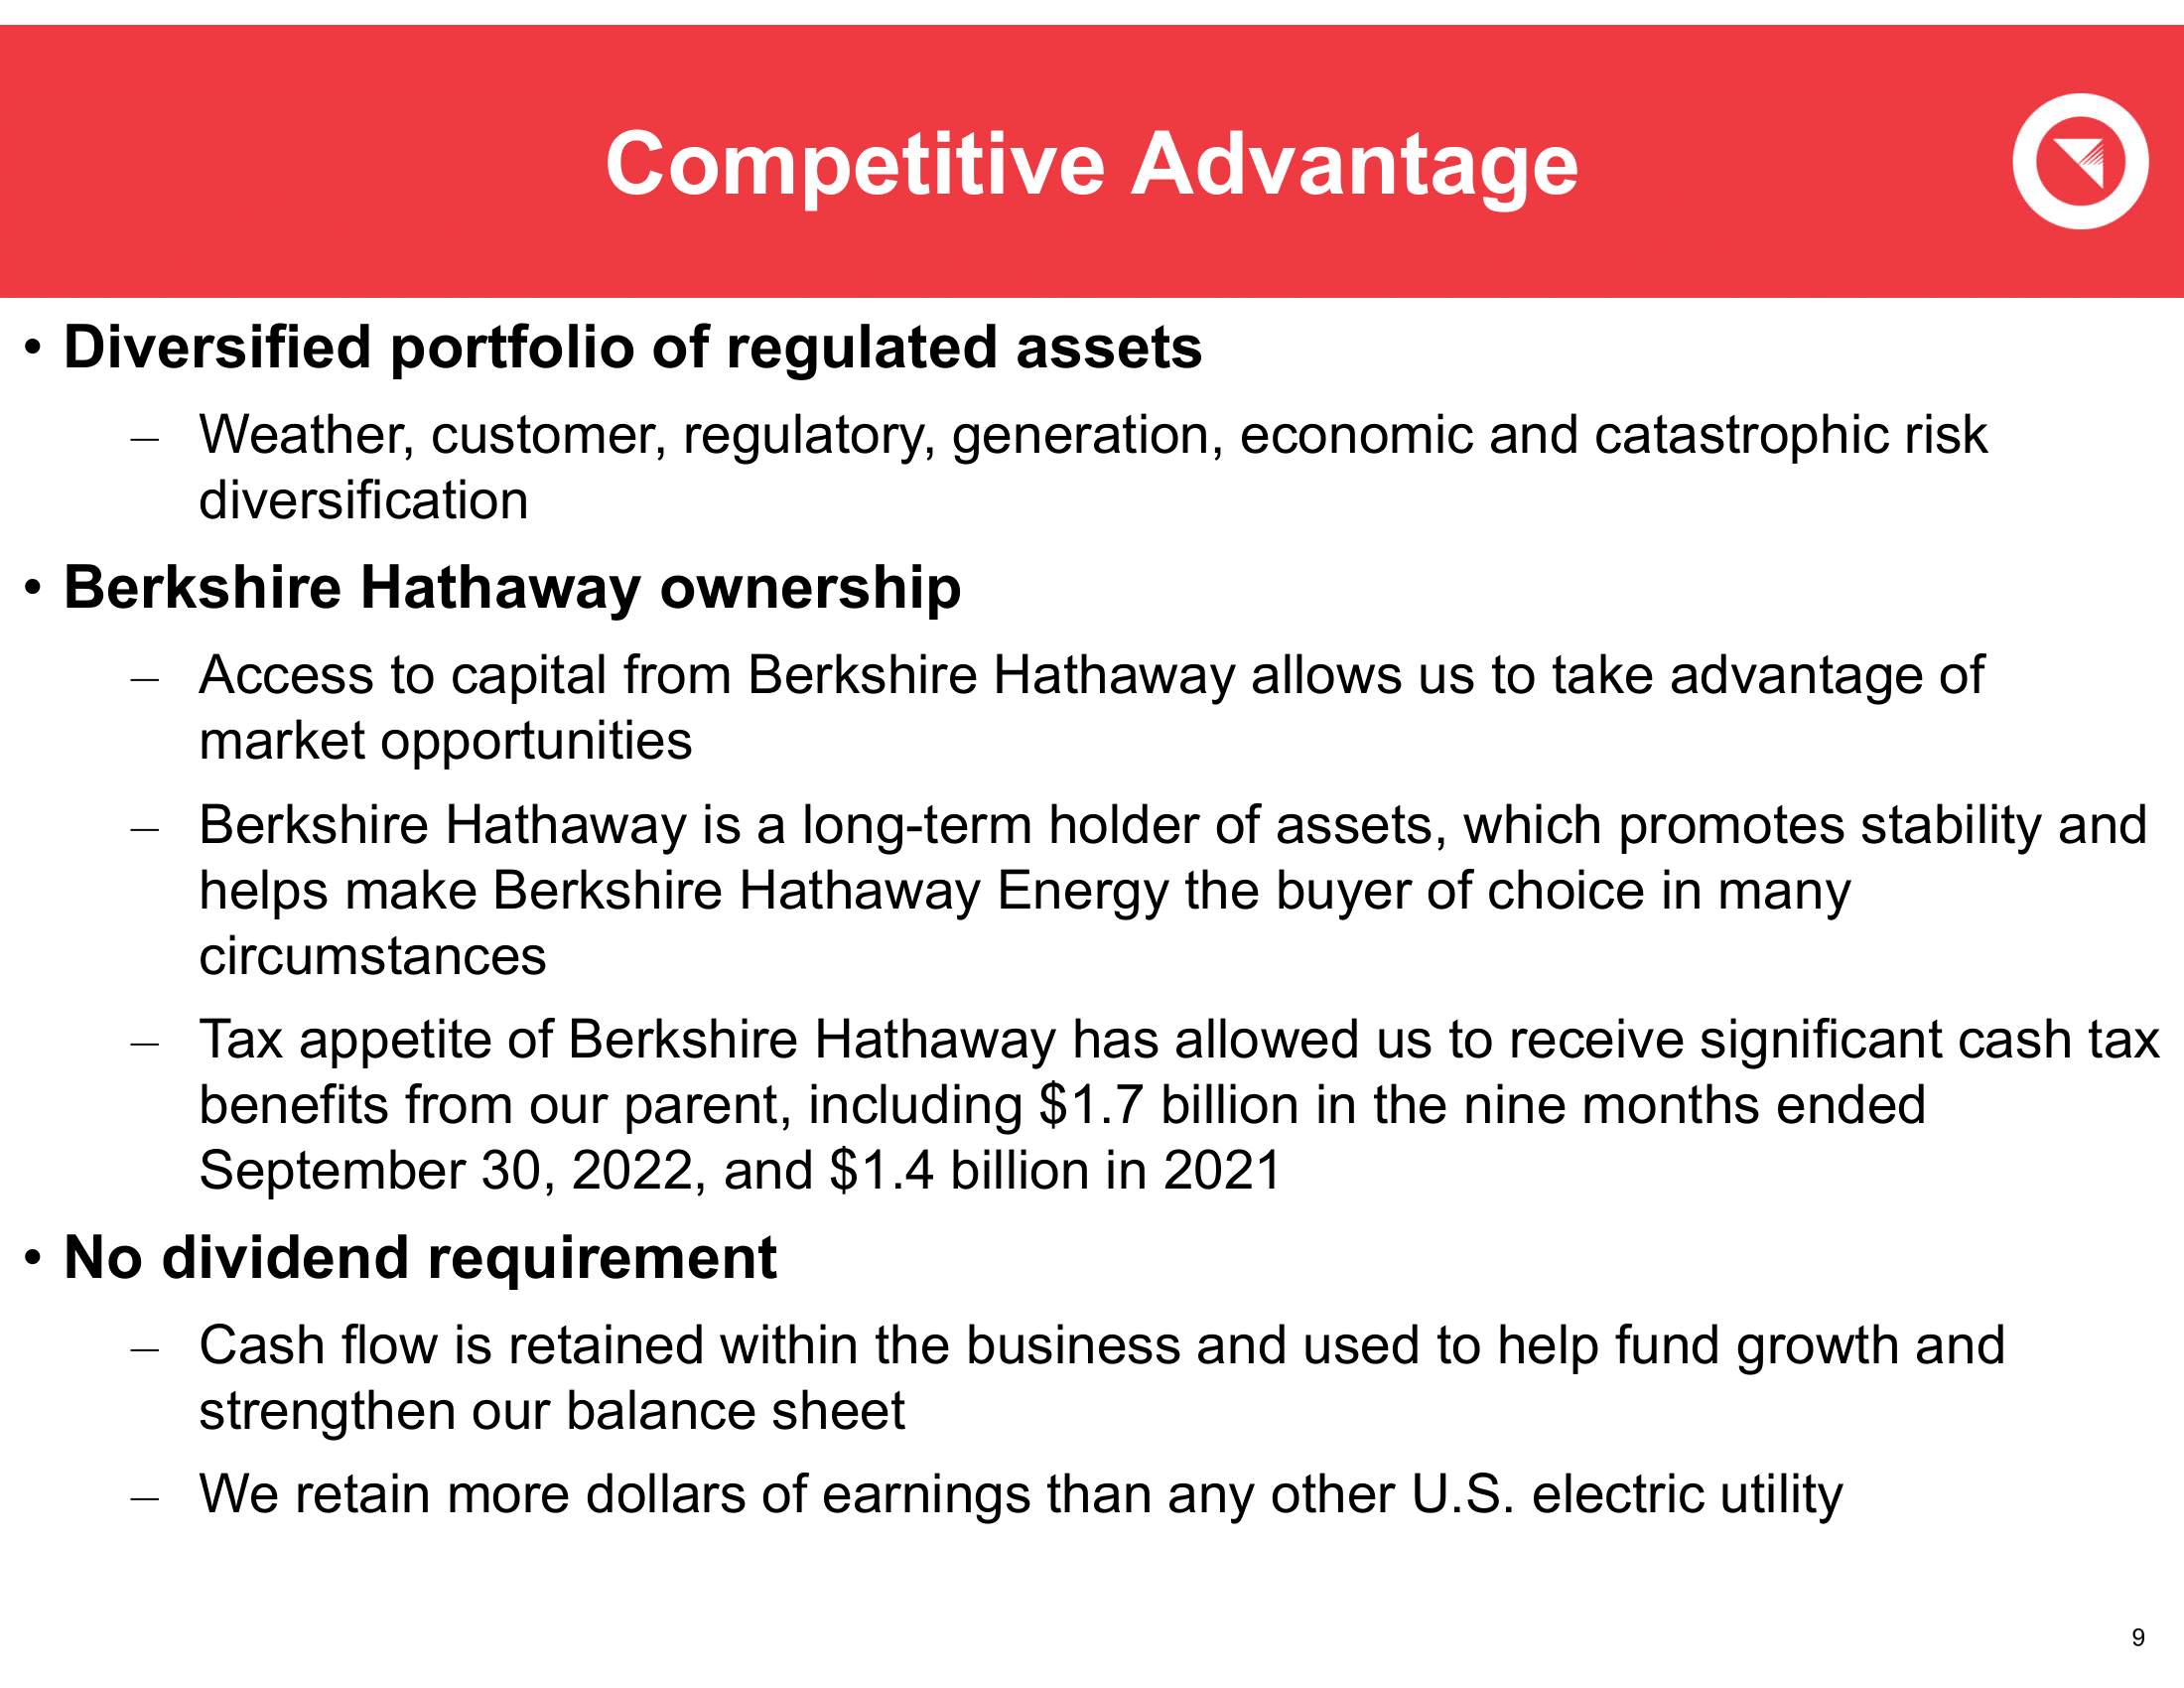 Competitive Advantage
• Diversified portfolio of regulated assets
– Weather, customer, regulatory, generation, economic and catastrophic risk
diversification
• Berkshire Hathaway ownership
– Access to capital from Berkshire Hathaway allows us to take advantage of
market opportunities
– Berkshire Hathaway is a long-term holder of assets, which promotes stability and
helps make Berkshire Hathaway Energy the buyer of choice in many
circumstances
– Tax appetite of Berkshire Hathaway has allowed us to receive significant cash tax
benefits from our parent, including $1.7 billion in the nine months ended
September 30, 2022, and $1.4 billion in 2021
• No dividend requirement
– Cash flow is retained within the business and used to help fund growth and
strengthen our balance sheet
– We retain more dollars of earnings than any other U.S. electric utility
9